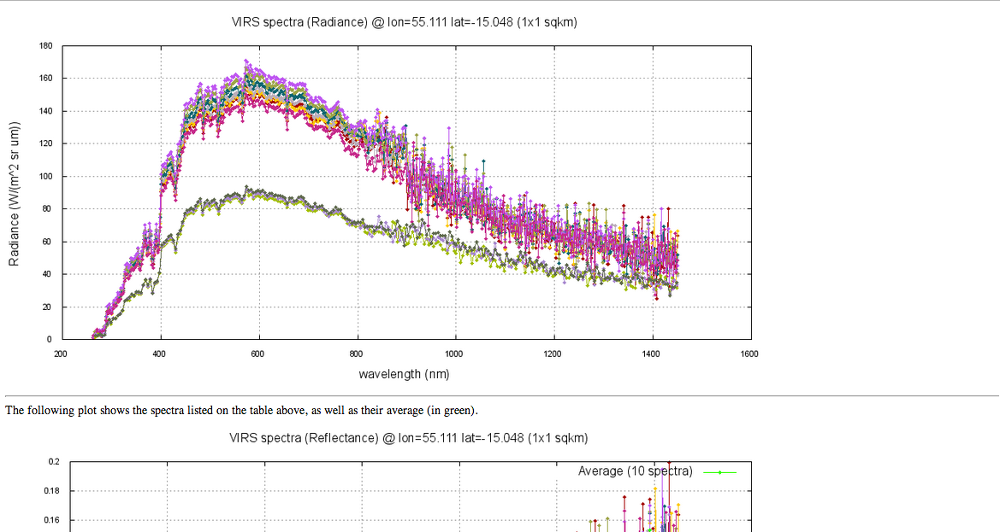 VIRS spectra (Radiance) @ lon=55.111 lat=-15.048 (1x1 sqkm)
180
160
140
120
100
80
60
40
20
0
Radiance (W/(m^2 sr um))
200 400 600 800 1000 1200 1400 1600
wavelength (nm)
The following plot shows the spectra listed on the table above, as well as their average (in green).
VIRS spectra (Reflectance) @ lon=55.111 lat=-15.048 (1x1 sqkm)
0.2
Average (10 spectra)
0.18
0.16